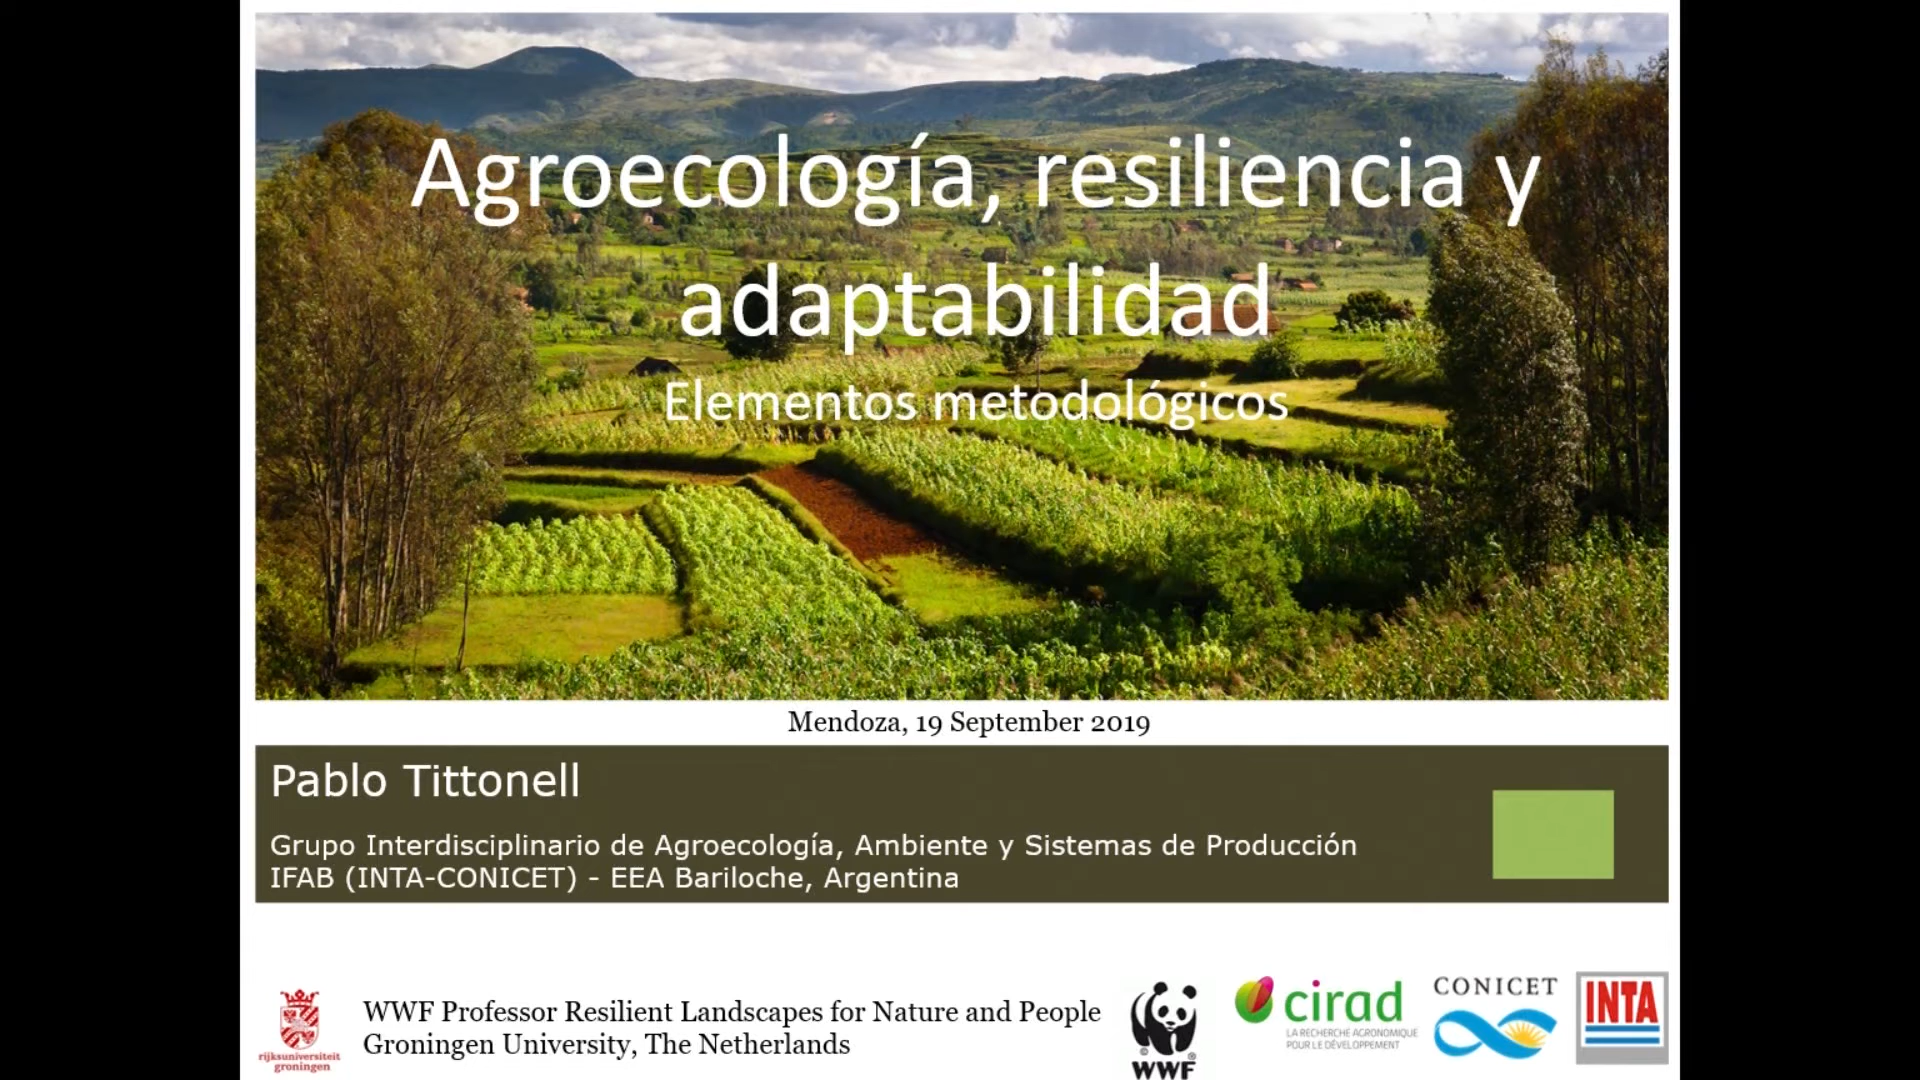 Agroecología, resiliencia y
adaptabilidad
Elementos metodológicos
Mendoza, 19 September 2019
Pablo Tittonell
Grupo Interdisciplinario de Agroecología, Ambiente y Sistemas de Producción
IFAB (INTA-CONICET) - EEA Bariloche, Argentina
rijksuniversiteit
groningen
WWF Professor Resilient Landscapes for Nature and People
Groningen University, The Netherlands
WWF
cirad
LA RECHERCHE AGRONOMIQUE
POUR LE DÉVELOPPEMENT
CONICET
INTA